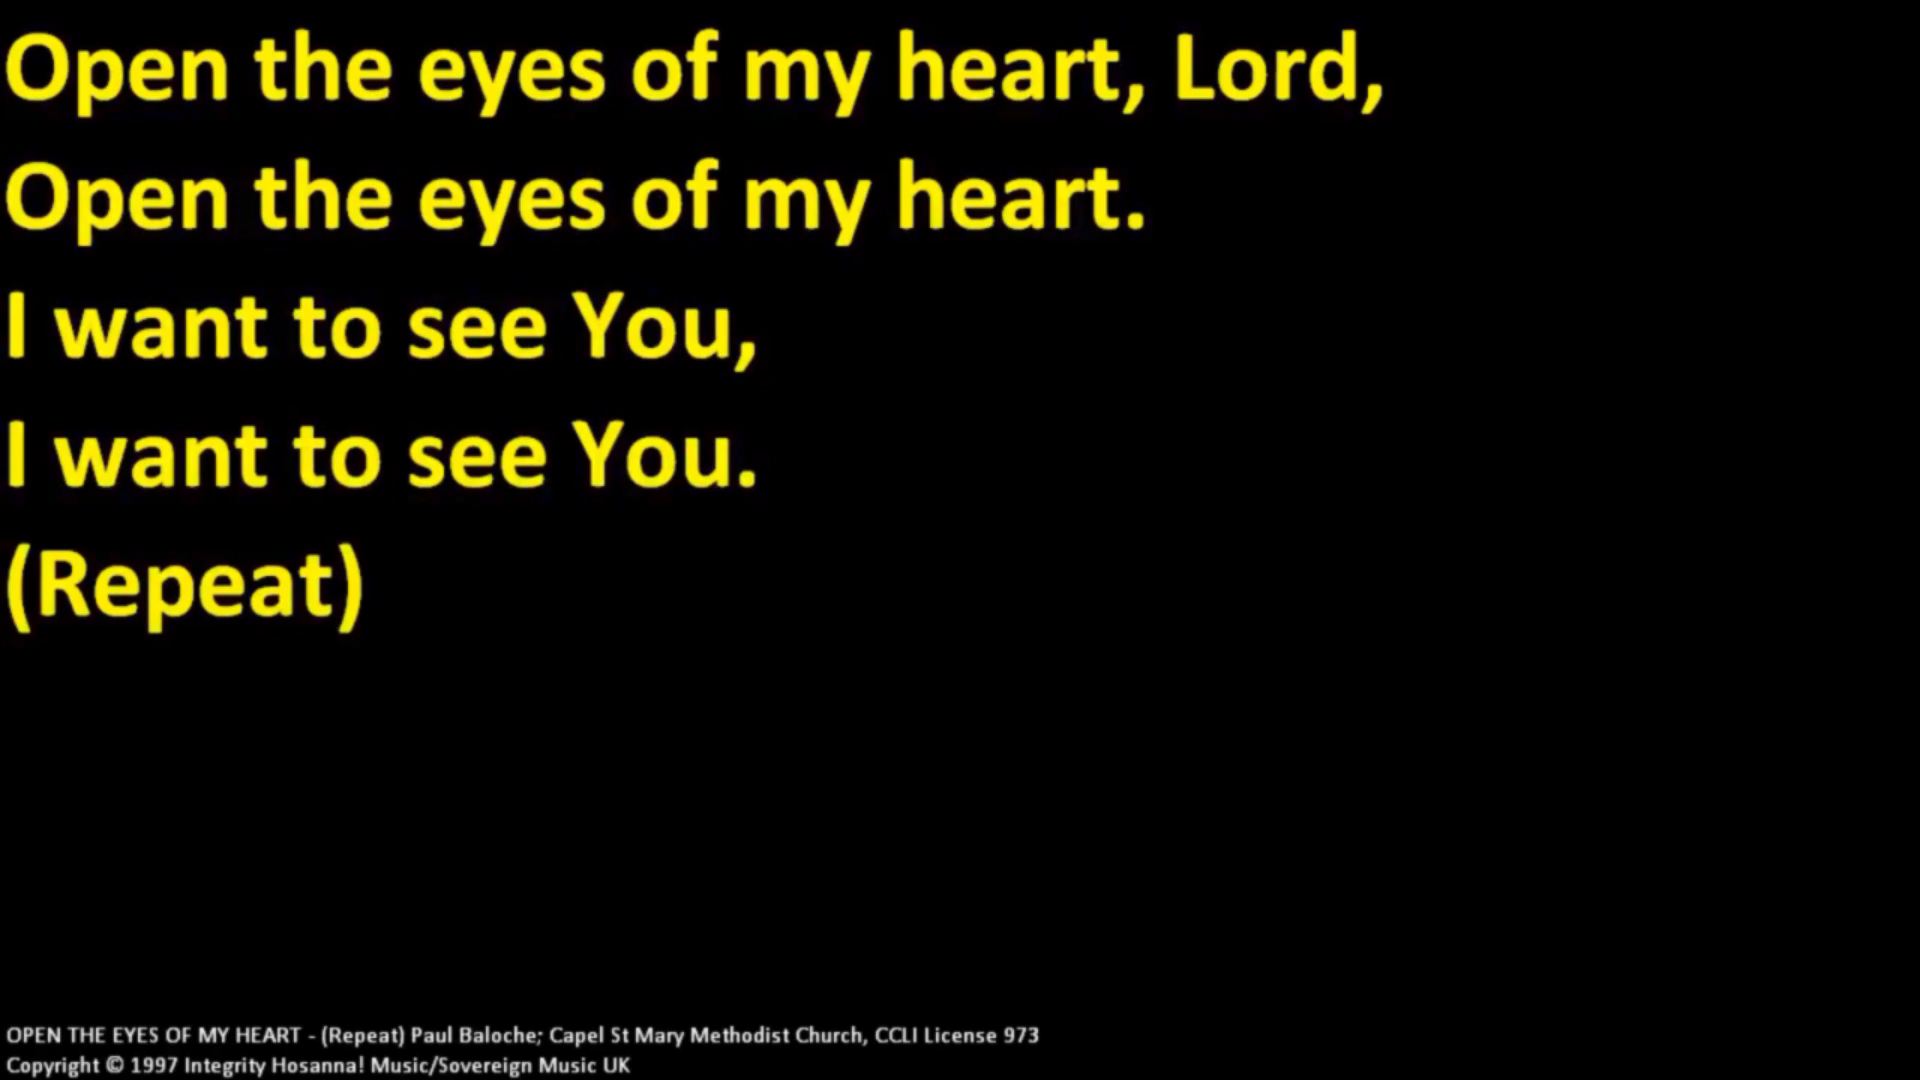 Open the eyes of my heart, Lord,
Open the eyes of my heart.
I want to see You,
I want to see You.
(Repeat)
OPEN THE EYES OF MY HEART - (Repeat) Paul Baloche; Capel St Mary Methodist Church, CCLI License 973
Copyright © 1997 Integrity Hosanna! Music/Sovereign Music UK